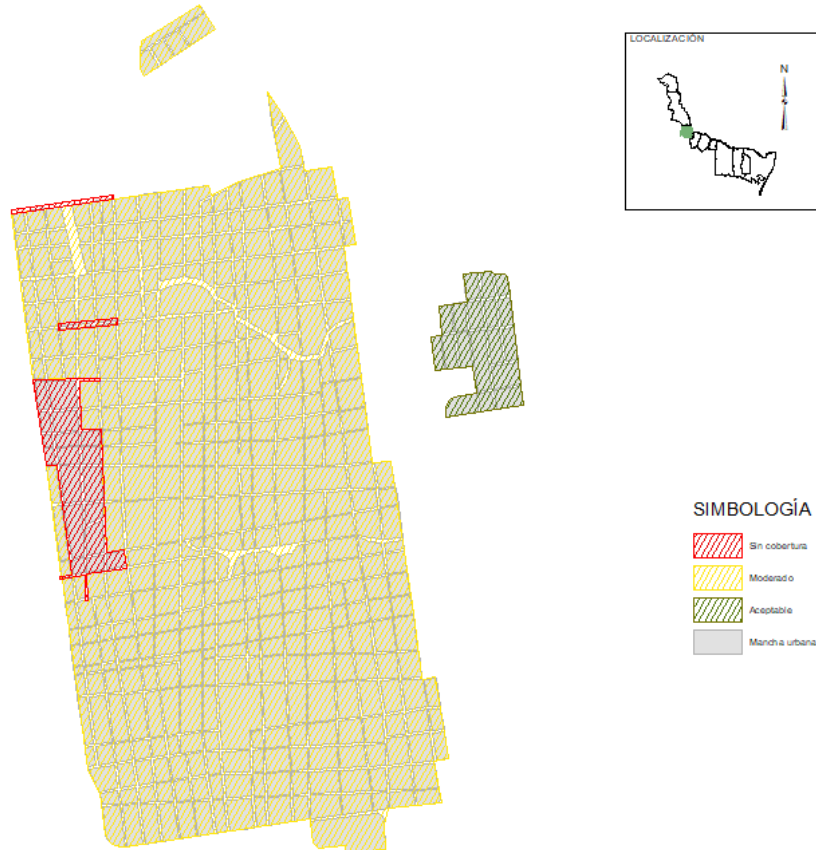 LOCALIZACIÓN
N
SIMBOLOGÍA
Sin cobertura
Moderado
Aceptable
Mancha urbana